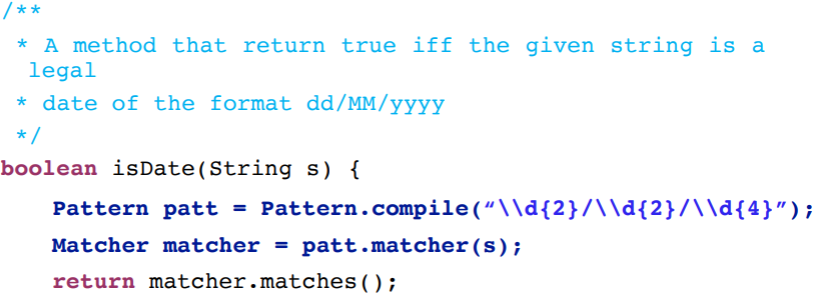 /**
* A method that return true iff the given string is a
legal
* date of the format dd/MM/yyyy
*/
boolean isDate(String s) {
Pattern patt = Pattern.compile(“\\d{2}/\\d{2}/\\d{4}”);
Matcher matcher = patt.matcher(s);
return matcher.matches();